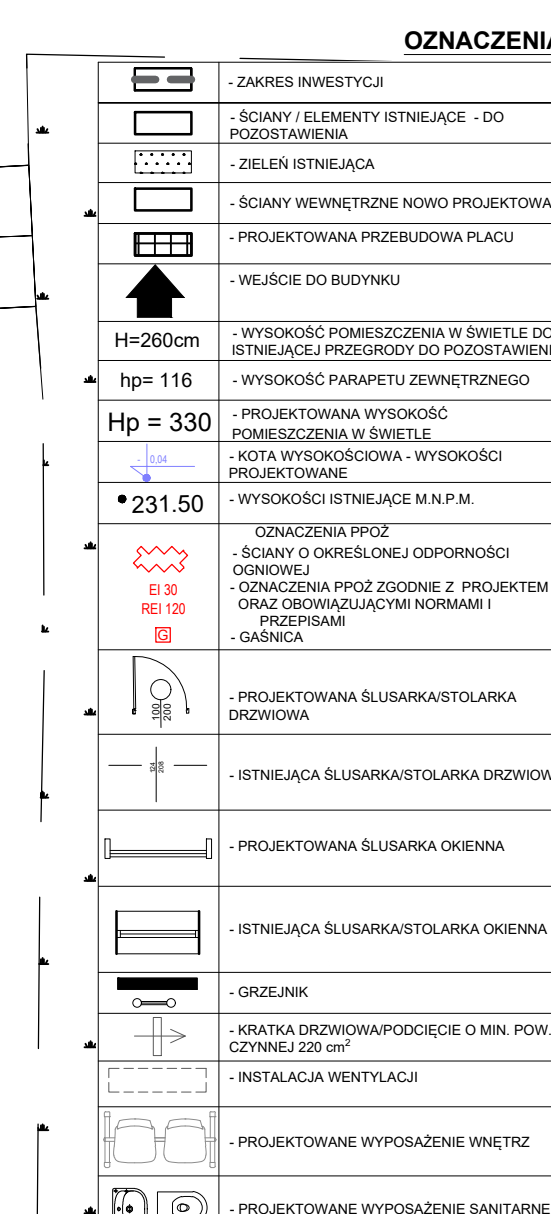 OZNACZENIA
- ZAKRES INWESTYCJI
- ŚCIANY / ELEMENTY ISTNIEJĄCE - DO
POZOSTAWIENIA
- ZIELEŃ ISTNIEJĄCA
- ŚCIANY WEWNĘTRZNE NOWO PROJEKTOWA
- PROJEKTOWANA PRZEBUDOWA PLACU
- WEJŚCIE DO BUDYNKU
H=260cm
- WYSOKOŚĆ POMIESZCZENIA W ŚWIETLE DO
ISTNIEJĄCEJ PRZEGRODY DO POZOSTAWIENI
hp= 116
- WYSOKOŚĆ PARAPETU ZEWNĘTRZNEGO
Hp = 330
- PROJEKTOWANA WYSOKOŚĆ
POMIESZCZENIA W ŚWIETLE
- 0,04
- KOTA WYSOKOŚCIOWA - WYSOKOŚCI
PROJEKTOWANE
231.50
- WYSOKOŚCI ISTNIEJĄCE M.N.P.M.
OZNACZENIA PPOŻ
- ŚCIANY O OKREŚLONEJ ODPORNOŚCI
OGNIOWEJ
EI 30
- OZNACZENIA PPOŻ ZGODNIE Z PROJEKTEM
REI 120
ORAZ OBOWIĄZUJĄCYMI NORMAMI I
PRZEPISAMI
G
- GAŚNICA
100
200
- PROJEKTOWANA ŚLUSARKA/STOLARKA
DRZWIOWA
124
208
- ISTNIEJĄCA ŚLUSARKA/STOLARKA DRZWIOW
- PROJEKTOWANA ŚLUSARKA OKIENNA
- ISTNIEJĄCA ŚLUSARKA/STOLARKA OKIENNA
- GRZEJNIK
- KRATKA DRZWIOWA/PODCIĘCIE O MIN. POW.
CZYNNEJ 220 cm²
- INSTALACJA WENTYLACJI
- PROJEKTOWANE WYPOSAŻENIE WNĘTRZ
- PROJEKTOWANE WYPOSAŻENIE SANITARNE